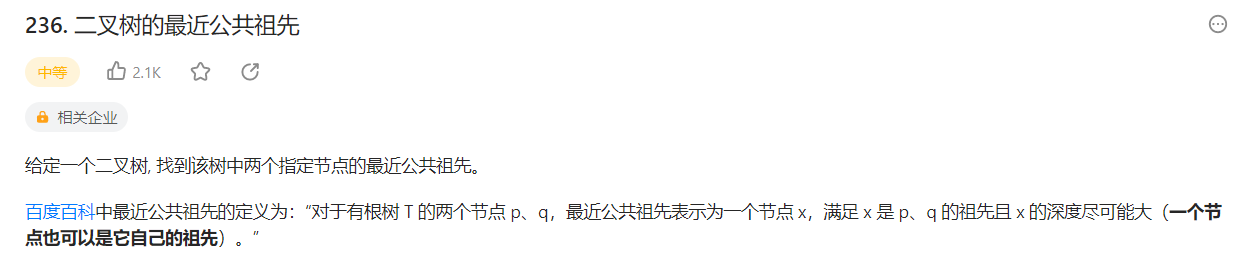 236. 二叉树的最近公共祖先
中等 2.1K
相关企业
给定一个二叉树, 找到该树中两个指定节点的最近公共祖先。
百度百科中最近公共祖先的定义为：“对于有根树 T 的两个节点 p、q，最近公共祖先表示为一个节点 x，满足 x 是 p、q 的祖先且 x 的深度尽可能大（一个节
点也可以是它自己的祖先）。”